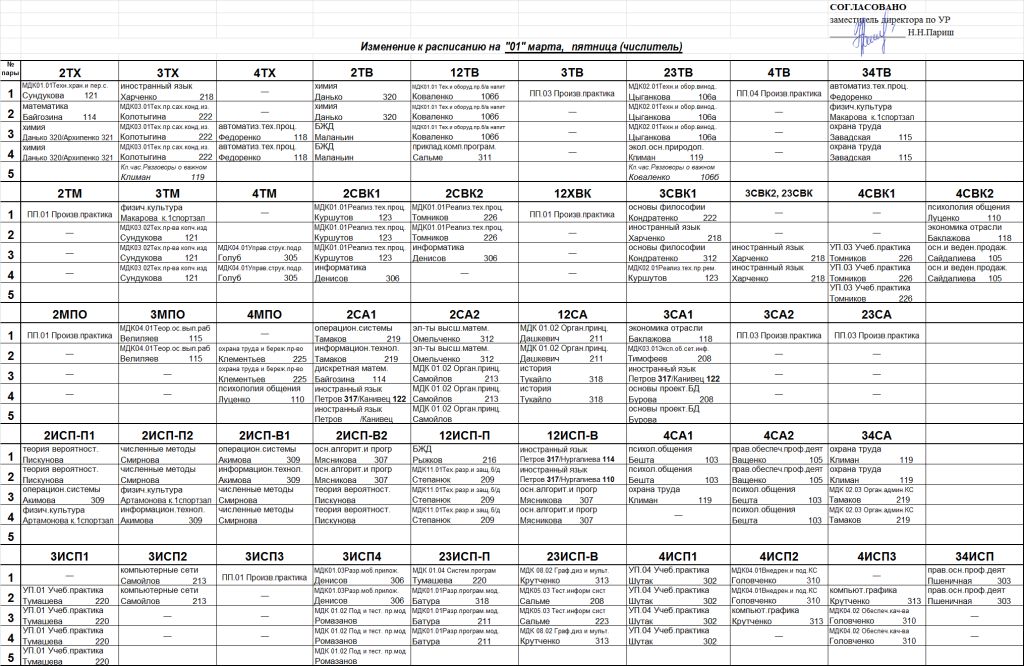 СОГЛАСОВАНО
заместитель директора по УР
Н.Н.Париш
Изменение к расписанию на "01" марта, пятница (числитель)
№ пары 2ТХ 3ТХ 4ТХ 2ТВ 12ТВ 3ТВ 23ТВ 4ТВ 34ТВ
1 МДК01.01Техн.хран.и пер.с. иностранный язык — химия МДК01.01 Тех и оборуд.пр.б/а напит ПП.03 Произв.практика МДК02.01Техн.и обор.винод. ПП.04 Произв.практика автоматиз.тех.проц.
Сундукова 121 Харченко 218 Данько 320 Коваленко 106б Цыганкова 106а Федоренко
2 математика МДК03.01Тех.пр.сах.конд.из. — химия МДК01.01 Тех и оборуд.пр.б/а напит — МДК02.01Техн.и обор.винод. — физич.культура
Байгозина 114 Колотыгина 222 Данько 320 Коваленко 106б Цыганкова 106а Макарова к.1спортзал
3 химия МДК03.01Тех.пр.сах.конд.из. автоматиз.тех.проц. БЖД МДК01.01 Тех и оборуд.пр.б/а напит — МДК02.01Техн.и обор.винод. — охрана труда
Данько 320/Архипенко 321 Колотыгина 222 Федоренко 118 Маланьин Коваленко 106б Цыганкова 106а Завадская 115
4 химия МДК03.01Тех.пр.сах.конд.из. автоматиз.тех.проц. БЖД приклад.комп.програм. — экол.осн.природоп. — охрана труда
Данько 320/Архипенко 321 Колотыгина 222 Федоренко 118 Маланьин Сальме 311 Климан 119 Завадская 115
5 Кл.час.Разговоры о важном Кл.час.Разговоры о важном
Климан 119 Коваленко 106б
2ТМ 3ТМ 4ТМ 2СВК1 2СВК2 12ХВК 3СВК1 3СВК2, 23СВК 4СВК1 4СВК2
1 ПП.01 Произв.практика физич.культура — МДК01.01Реализ.тех.проц. МДК01.01Реализ.тех.проц. ПП.01 Произв.практика основы философии — — психология общения
Макарова к.1спортзал Куршутов 123 Томников 226 Кондратенко 222 Луценко 110
2 — МДК03.02Тех.пр-ва копч.изд — МДК01.01Реализ.тех.проц. МДК01.01Реализ.тех.проц. — иностранный язык — — экономика отрасли
Сундукова 121 Куршутов 123 Томников 226 Харченко 218 Баклажова 118
3 — МДК03.02Тех.пр-ва копч.изд МДК04.01Управ.струк.подр. МДК01.01Реализ.тех.проц. информатика — основы философии иностранный язык УП.03 Учеб.практика осн.и веден.продаж.
Сундукова 121 Голуб 305 Куршутов 123 Денисов 306 Кондратенко 312 Харченко 218 Томников 226 Сайдалиева 105
4 — МДК03.02Тех.пр-ва копч.изд МДК04.01Управ.струк.подр. информатика — — МДК02.01Реализ.тех.пр.рем. иностранный язык УП.03 Учеб.практика осн.и веден.продаж.
Сундукова 121 Голуб 305 Денисов 306 Куршутов 123 Харченко 218 Томников 226 Сайдалиева 105
5 УП.03 Учеб.практика
Томников 226
2МПО 3МПО 4МПО 2СА1 2СА2 12СА 3СА1 3СА2 23СА
1 ПП.01 Произв.практика МДК04.01Теор.ос.вып.раб — операцион.системы эл-ты высш.матем. МДК 01.02 Орган.принц. экономика отрасли ПП.03 Произв.практика ПП.03 Произв.практика
Велиляев 115 Тамаков 219 Омельченко 312 Дашкевич 211 Баклажова 118
2 — МДК04.01Теор.ос.вып.раб охрана труда и береж.пр-во информацион.технол. эл-ты высш.матем. МДК 01.02 Орган.принц. МДК03.01Эксп.об.сет.инф. — —
Велиляев 115 Клементьев 225 Тамаков 219 Омельченко 312 Дашкевич 211 Тимофеев 208
3 — — охрана труда и береж.пр-во дискретная матем. МДК 01.02 Орган.принц. история иностранный язык — —
Клементьев 225 Байгозина 114 Самойлов 213 Тукайло 318 Петров 317/Канивец 122
4 — — психология общения иностранный язык МДК 01.02 Орган.принц. история основы проект.БД — —
Луценко 110 Петров 317/Канивец 122 Самойлов 213 Тукайло 318 Бурова 208
5 иностранный язык МДК 01.02 Орган.принц. основы проект.БД
Петров /Канивец Самойлов Бурова
2ИСП-П1 2ИСП-П2 2ИСП-В1 2ИСП-В2 12ИСП-П 12ИСП-В 4СА1 4СА2 34СА
1 теория вероятност. численные методы операцион.системы осн.алгорит.и прогр БЖД иностранный язык психол.общения прав.обеспеч.проф.деят охрана труда
Пискунова Смирнова Акимова 309 Мясникова 307 Рыжков 216 Петров 317/Нургалиева 114 Бешта 103 Ващенко 105 Климан 119
2 теория вероятност. численные методы информацион.технол. осн.алгорит.и прогр МДК11.01Тех.разр.и защ.б/д иностранный язык психол.общения прав.обеспеч.проф.деят охрана труда
Пискунова Смирнова Акимова 309 Мясникова 307 Степанюк 209 Петров 317/Нургалиева 110 Бешта 103 Ващенко 105 Климан 119
3 операцион.системы физич.культура численные методы теория вероятност. МДК11.01Тех.разр.и защ.б/д осн.алгорит.и прогр охрана труда психол.общения МДК 02.03 Орган.админ.КС
Акимова 309 Артамонова к.1спортзал Смирнова Пискунова Степанюк 209 Мясникова 307 Климан 119 Бешта 103 Тамаков 219
4 физич.культура информацион.технол. численные методы теория вероятност. МДК11.01Тех.разр.и защ.б/д осн.алгорит.и прогр — психол.общения МДК 02.03 Орган.админ.КС
Артамонова к.1спортзал Акимова 309 Смирнова Пискунова Степанюк 209 Мясникова 307 Бешта 103 Тамаков 219
5
3ИСП1 3ИСП2 3ИСП3 3ИСП4 23ИСП-П 23ИСП-В 4ИСП1 4ИСП2 4ИСП3 34ИСП
1 — компьютерные сети ПП.01 Произв.практика МДК01.03Разр.моб.прилож. МДК 01.04 Систем.програм МДК 08.02 Граф.диз и мульт. УП.04 Учеб.практика МДК04.01Внедрен.и под.КС — прав.осн.проф.деят
Самойлов 213 Денисов 306 Тумашева 220 Крутченко 313 Шутак 302 Головченко 310 Пшеничная 303
2 УП.01 Учеб.практика компьютерные сети — МДК01.03Разр.моб.прилож. МДК01.01Разр.програм.мод. МДК05.03 Тест.информ сист УП.04 Учеб.практика МДК04.01Внедрен.и под.КС компьют.графика прав.осн.проф.деят
Тумашева 220 Самойлов 213 Денисов 306 Батура 318 Сальме 208 Шутак 302 Головченко 310 Крутченко 313 Пшеничная 303
3 УП.01 Учеб.практика — — МДК 01.02 Под и тест. пр.мод МДК01.01Разр.програм.мод. МДК05.03 Тест.информ сист УП.04 Учеб.практика компьют.графика МДК04.02 Обеспеч.кач-ва —
Тумашева 220 Ромазанов Батура 211 Сальме 223 Шутак 302 Крутченко 313 Головченко 310
4 УП.01 Учеб.практика — — МДК 01.02 Под и тест. пр.мод МДК01.01Разр.програм.мод. МДК 08.02 Граф.диз и мульт. УП.04 Учеб.практика — МДК04.02 Обеспеч.кач-ва —
Тумашева 220 Ромазанов Батура 211 Крутченко 313 Шутак 302 Головченко 310
5 УП.01 Учеб.практика МДК 01.02 Под и тест. пр.мод
Тумашева 220 Ромазанов